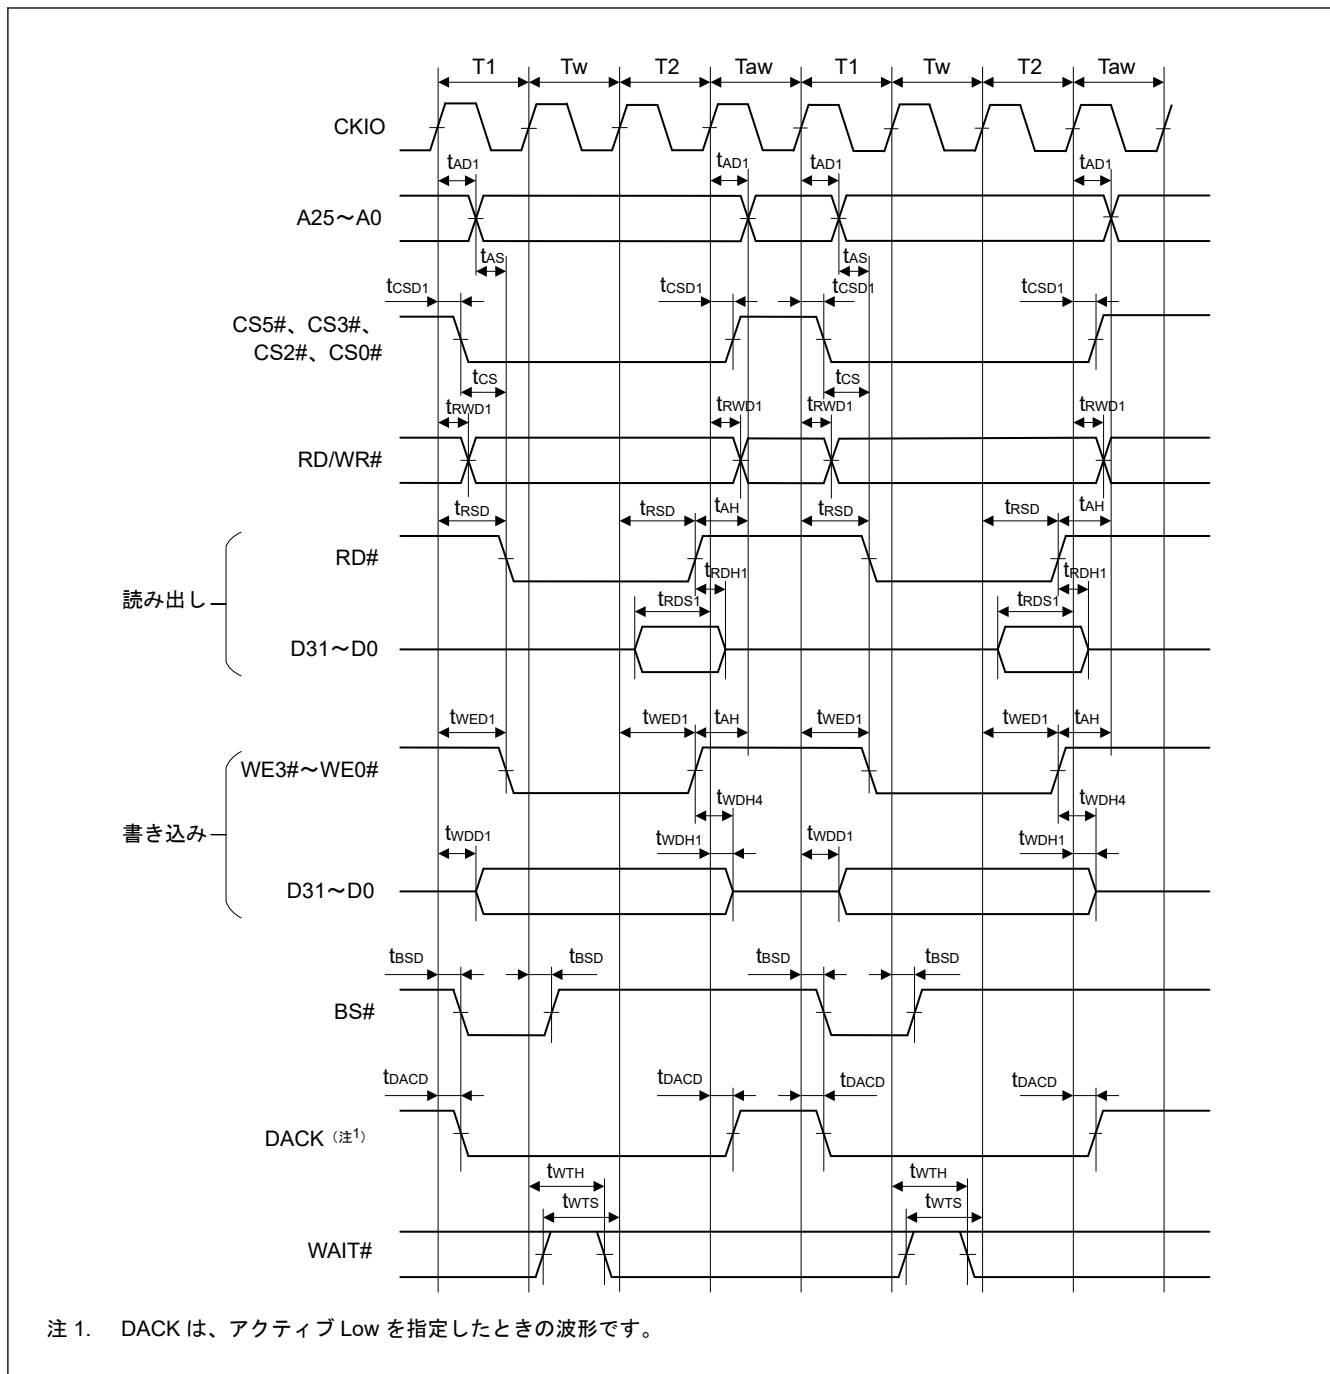 T1 Tw T2 Taw T1 Tw T2 Taw
CKIO
tAD1 tAD1 tAD1 tAD1
A25～A0
tAS tAS
tCSD1 tCSD1 tCSD1 tCSD1
CS5#、CS3#、
CS2#、CS0#
tCS tCS
tRWD1 tRWD1 tRWD1 tRWD1
RD/WR#
tRSD tRSD tAH tRSD tRSD tAH
RD#
tRDH1 tRDH1
読み出し
tRDS1 tRDS1
D31～D0
tWED1 tWED1 tAH tWED1 tWED1 tAH
WE3#～WE0#
tWDH4 tWDH4
書き込み
tWDD1 tWDH1 tWDD1 tWDH1
D31～D0
tBSD tBSD tBSD tBSD
BS#
tDACD tDACD tDACD tDACD
DACK（注1）
tWTH tWTH
tWTS tWTS
WAIT#
注 1. DACK は、アクティブ Low を指定したときの波形です。